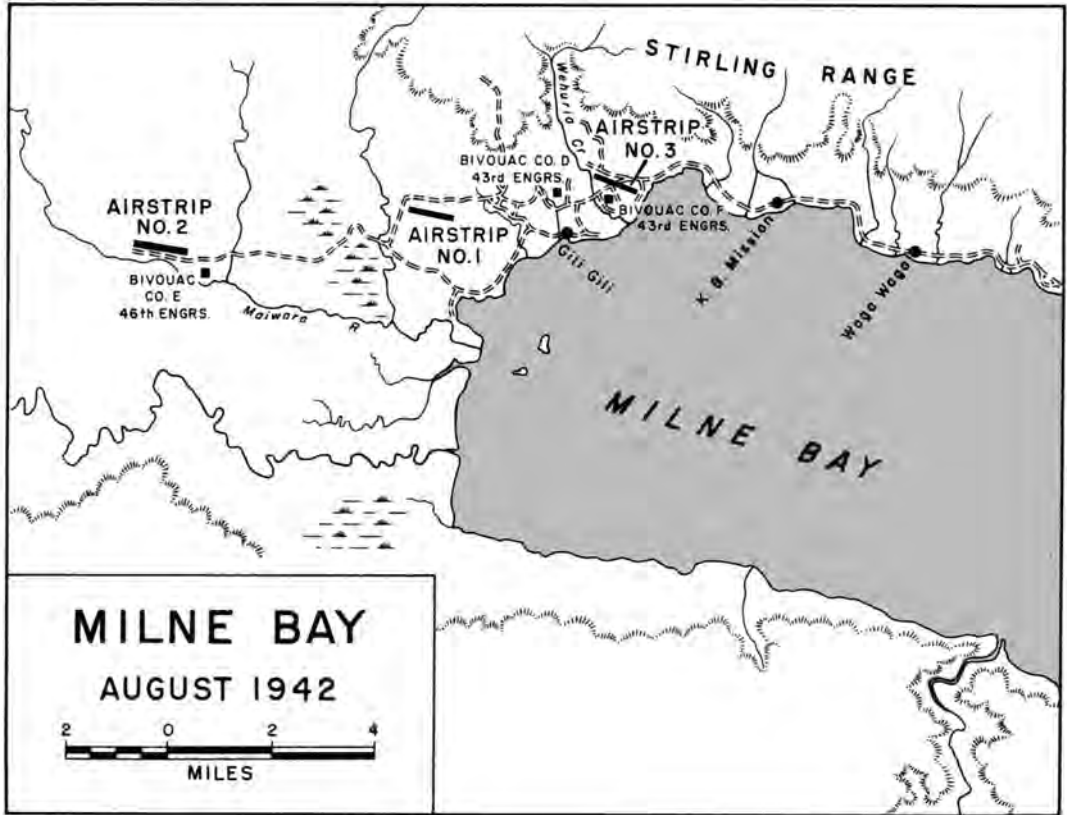 STIRLING RANGE
Wehuria Cr
AIRSTRIP
NO. 3
BIVOUAC CO. D
43rd ENGRS.
BIVOUAC CO. F
43rd ENGRS.
AIRSTRIP
NO. 2
AIRSTRIP
NO. 1
BIVOUAC
CO. E
46th ENGRS.
Maiwara R
Gili Gili
K. B. Mission
Waga Waga
MILNE BAY
MILNE BAY
AUGUST 1942
2 0 2 4
MILES